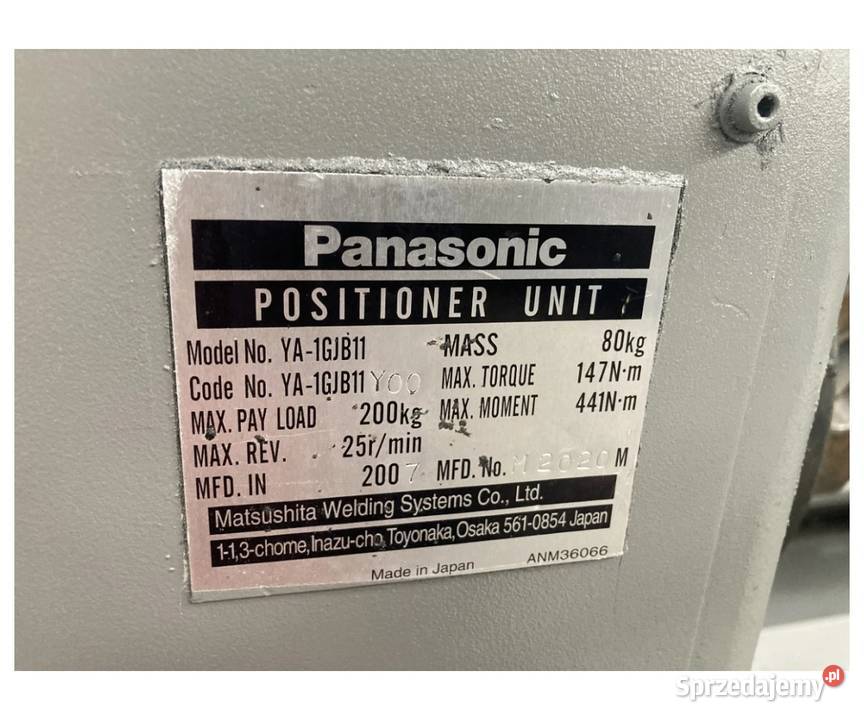 Panasonic
POSITIONER UNIT
Model No. YA-1GJB11 MASS 80kg
Code No. YA-1GJB11 Y00 MAX. TORQUE 147N·m
MAX. PAY LOAD 200kg MAX. MOMENT 441N·m
MAX. REV. 25r/min
MFD. IN 2007 MFD. No. M2020M
Matsushita Welding Systems Co., Ltd.
1-1,3-chome,Inazu-cho,Toyonaka,Osaka 561-0854 Japan
Made in Japan ANM36066
Sprzedajemy.pl